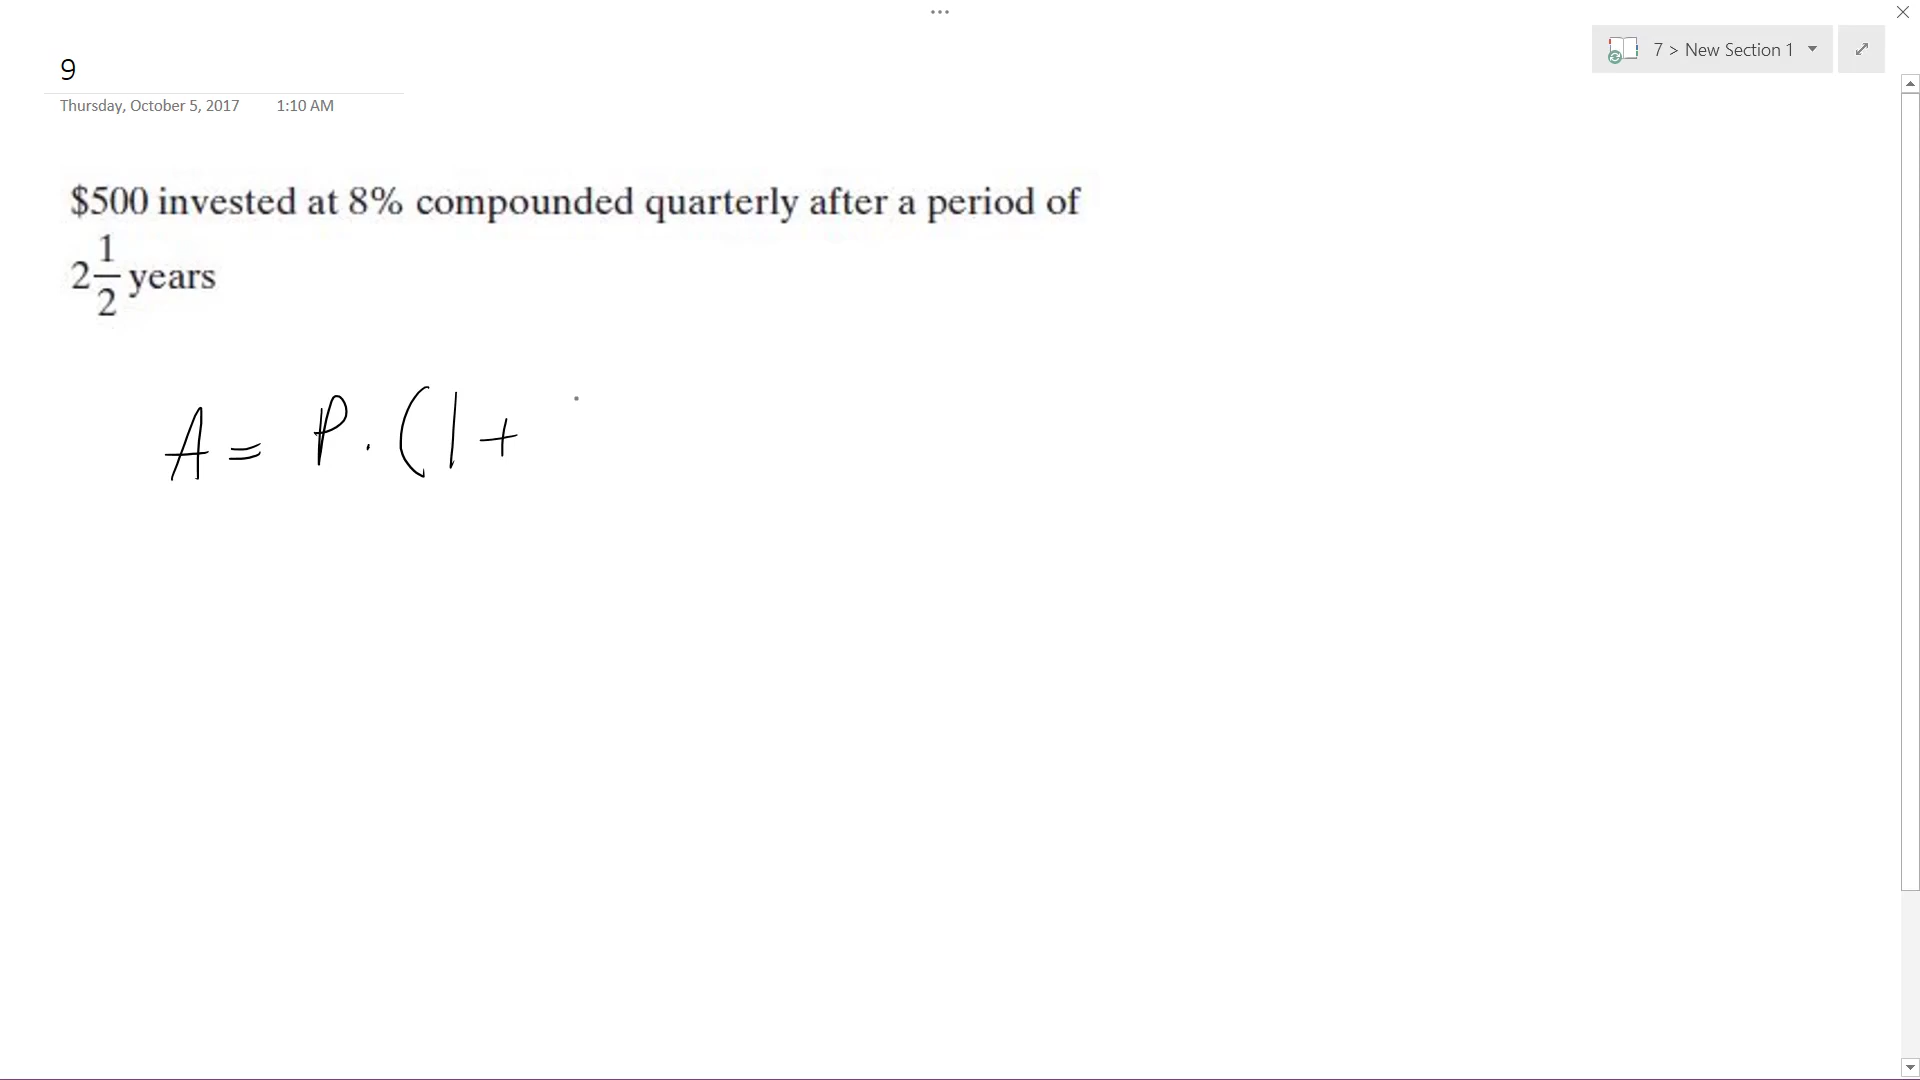 7 > New Section 1
9
Thursday, October 5, 2017 1:10 AM
$500 invested at 8% compounded quarterly after a period of
2 1/2 years
A = P . ( 1 +